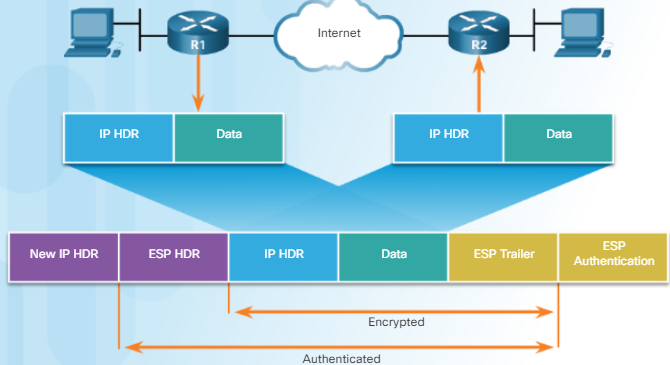 Internet
R1
R2
IP HDR
Data
IP HDR
Data
New IP HDR
ESP HDR
IP HDR
Data
ESP Trailer
ESP
Authentication
Encrypted
Authenticated